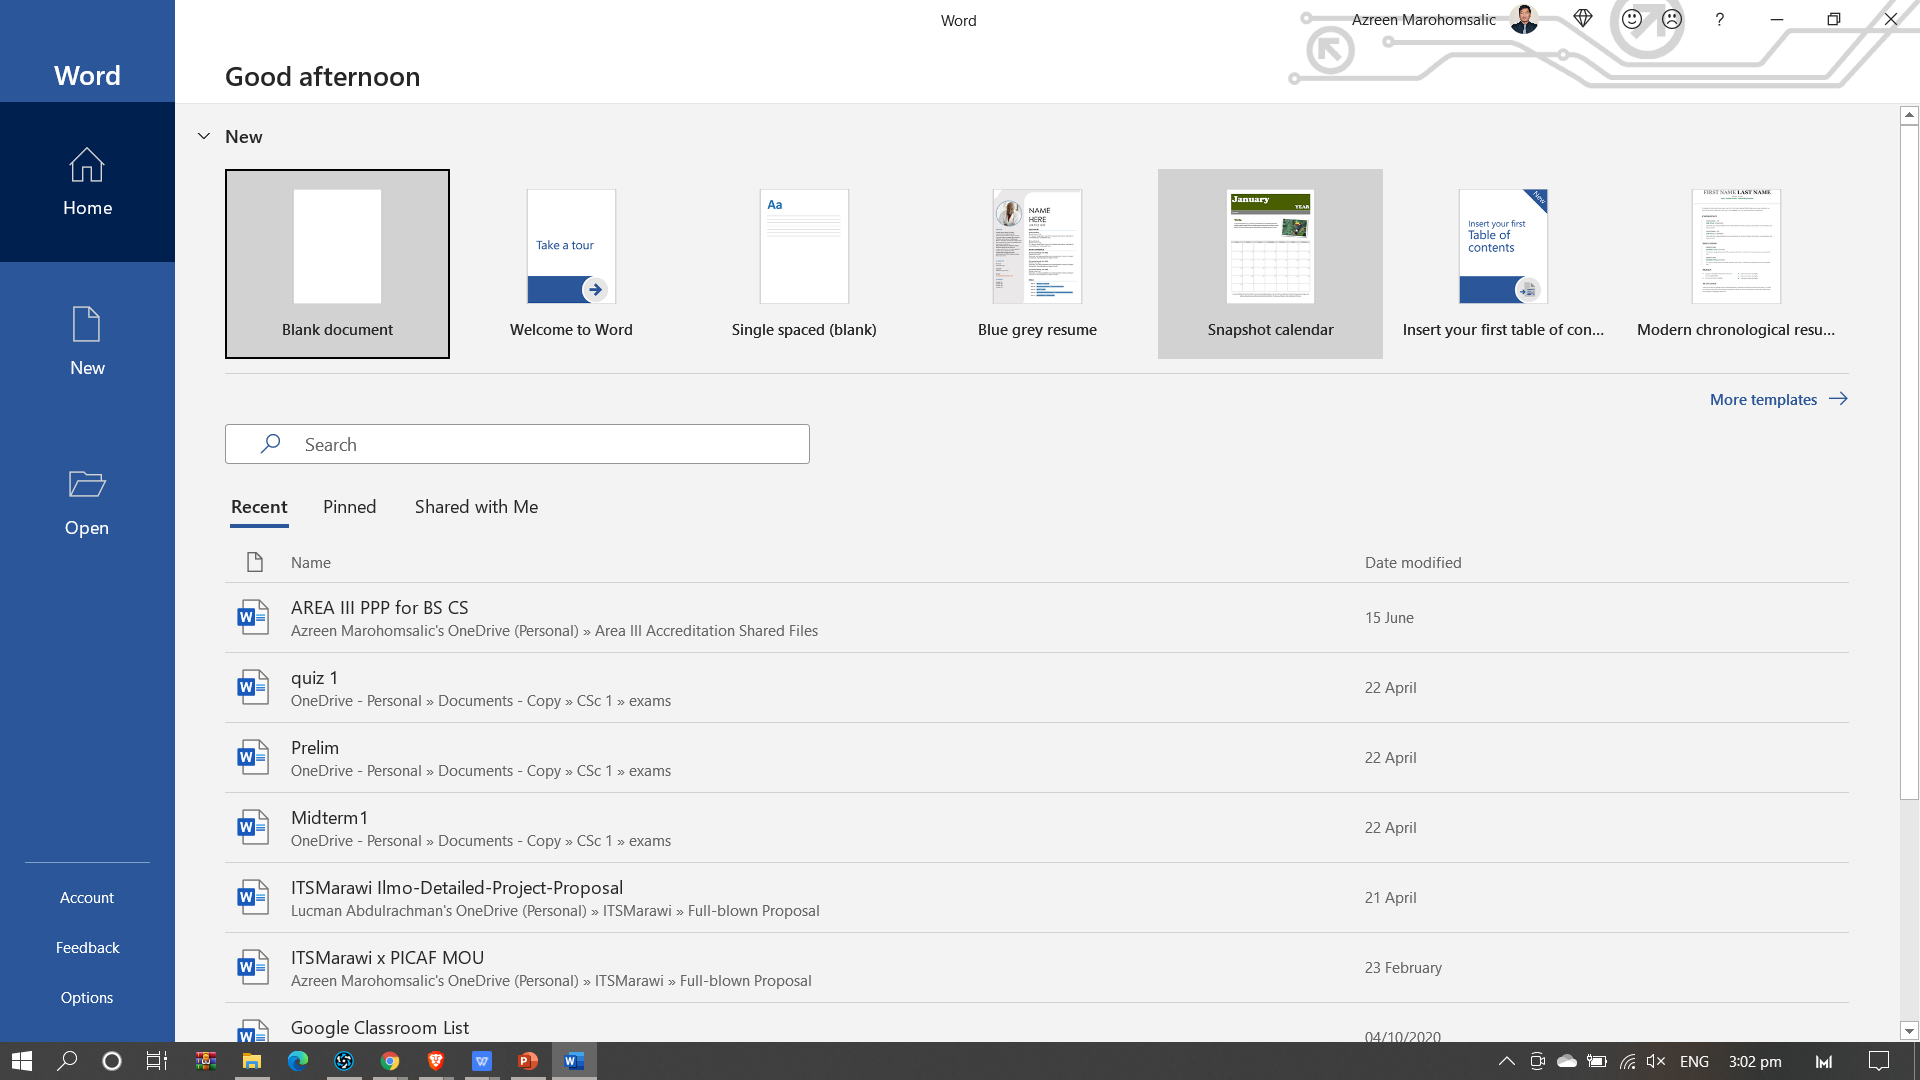 Word
Azreen Marohomsalic
?
Word
Good afternoon
Home
New
Open
Account
Feedback
Options
New
Blank document
Take a tour
Welcome to Word
Aa
Single spaced (blank)
NAME
HERE
Blue grey resume
January
YEAR
Snapshot calendar
New
Insert your first
Table of
contents
Insert your first table of con...
FIRST NAME LAST NAME
Modern chronological resu...
More templates
Search
Recent Pinned Shared with Me
Name Date modified
AREA III PPP for BS CS
Azreen Marohomsalic's OneDrive (Personal) » Area III Accreditation Shared Files
15 June
quiz 1
OneDrive - Personal » Documents - Copy » CSc 1 » exams
22 April
Prelim
OneDrive - Personal » Documents - Copy » CSc 1 » exams
22 April
Midterm1
OneDrive - Personal » Documents - Copy » CSc 1 » exams
22 April
ITSMarawi Ilmo-Detailed-Project-Proposal
Lucman Abdulrachman's OneDrive (Personal) » ITSMarawi » Full-blown Proposal
21 April
ITSMarawi x PICAF MOU
Azreen Marohomsalic's OneDrive (Personal) » ITSMarawi » Full-blown Proposal
23 February
Google Classroom List
04/10/2020
ENG 3:02 pm